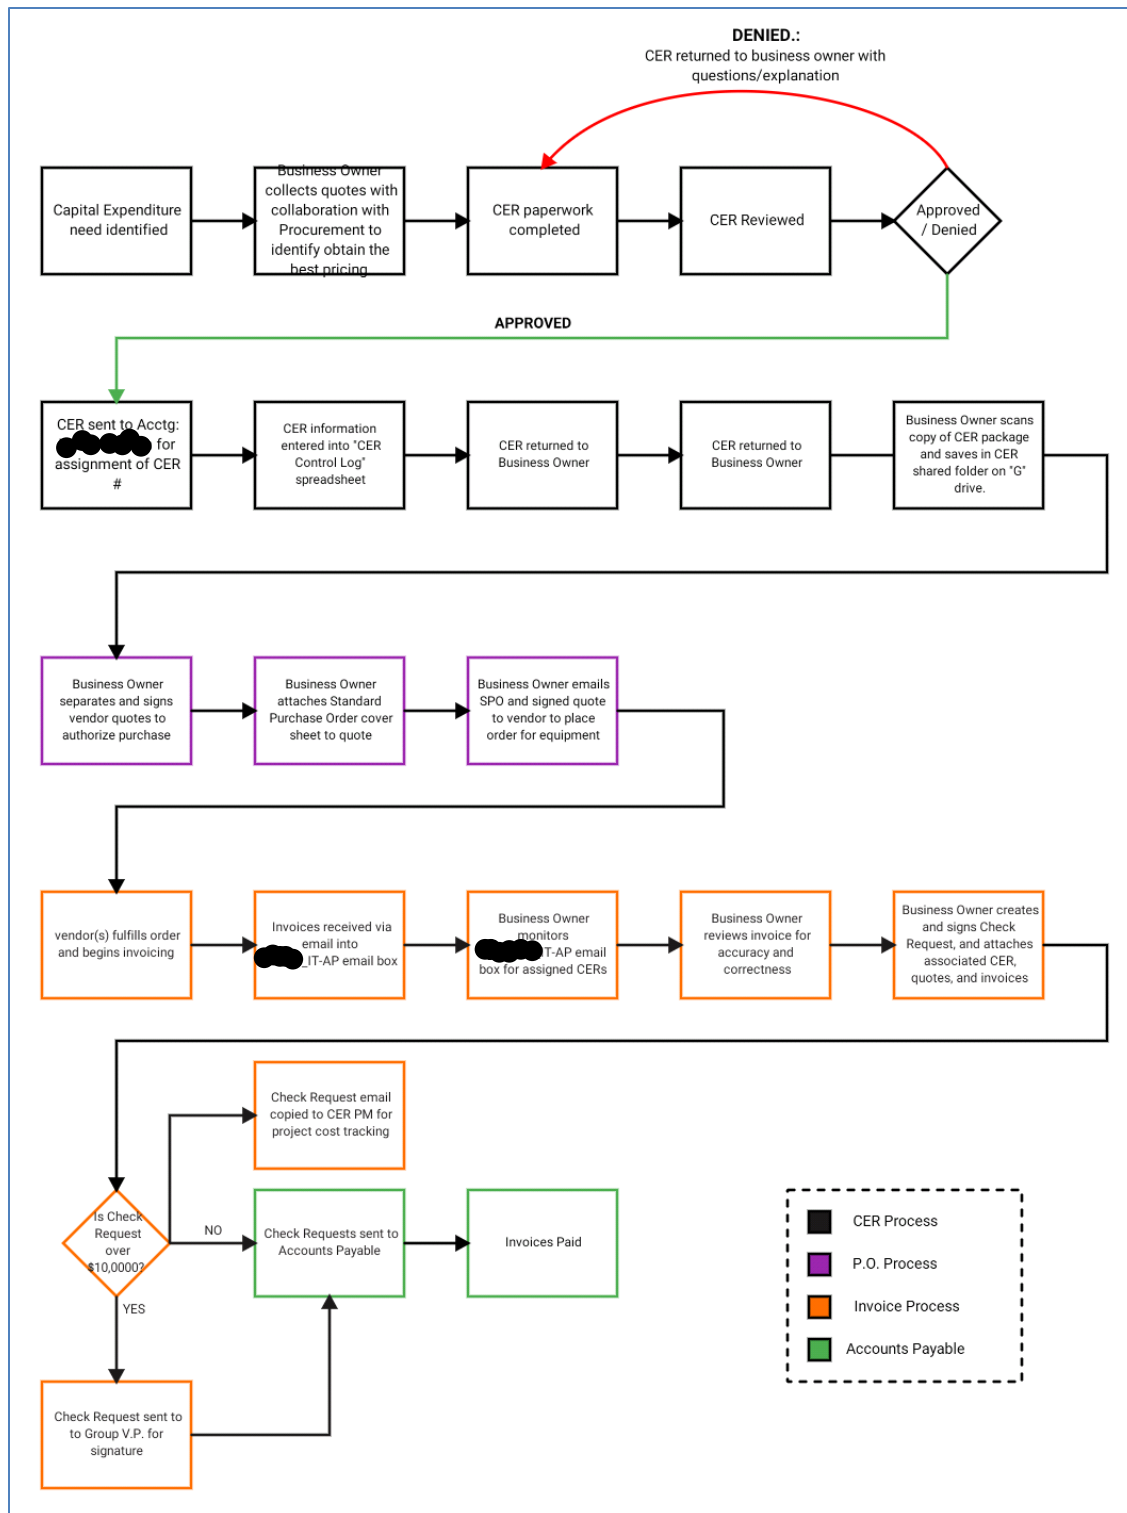 DENIED.:
CER returned to business owner with
questions/explanation
Capital Expenditure
need identified
Business Owner
collects quotes with
collaboration with
Procurement to
identify obtain the
best pricing
CER paperwork
completed
CER Reviewed
Approved
/ Denied
APPROVED
CER sent to Acctg:
for
assignment of CER
#
CER information
entered into "CER
Control Log"
spreadsheet
CER returned to
Business Owner
CER returned to
Business Owner
Business Owner scans
copy of CER package
and saves in CER
shared folder on "G"
drive.
Business Owner
separates and signs
vendor quotes to
authorize purchase
Business Owner
attaches Standard
Purchase Order cover
sheet to quote
Business Owner emails
SPO and signed quote
to vendor to place
order for equipment
vendor(s) fulfills order
and begins invoicing
Invoices received via
email into
_IT-AP email box
Business Owner
monitors
IT-AP email
box for assigned CERs
Business Owner
reviews invoice for
accuracy and
correctness
Business Owner creates
and signs Check
Request, and attaches
associated CER,
quotes, and invoices
Check Request email
copied to CER PM for
project cost tracking
Is Check
Request
over
$10,0000?
NO
Check Requests sent to
Accounts Payable
Invoices Paid
YES
Check Request sent to
to Group V.P. for
signature
CER Process
P.O. Process
Invoice Process
Accounts Payable